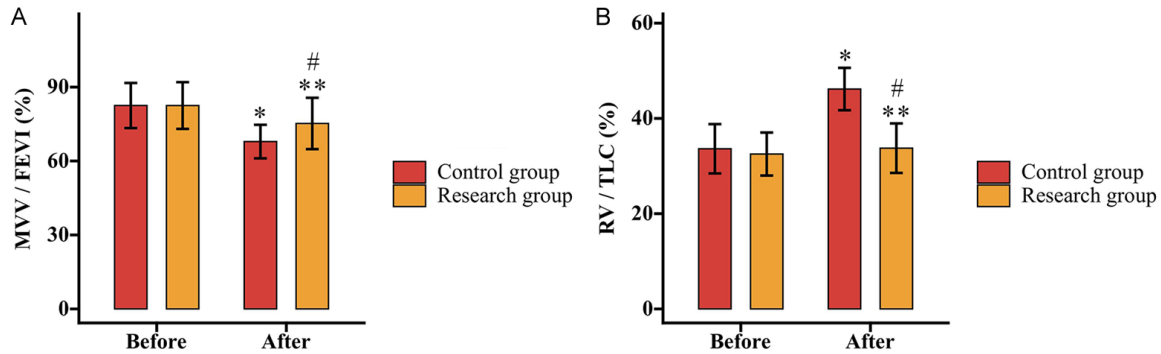 A
MVV / FEVI (%)
90
60
30
0
*
#
**
Before
After
Control group
Research group
B
RV / TLC (%)
60
40
20
0
*
#
**
Before
After
Control group
Research group